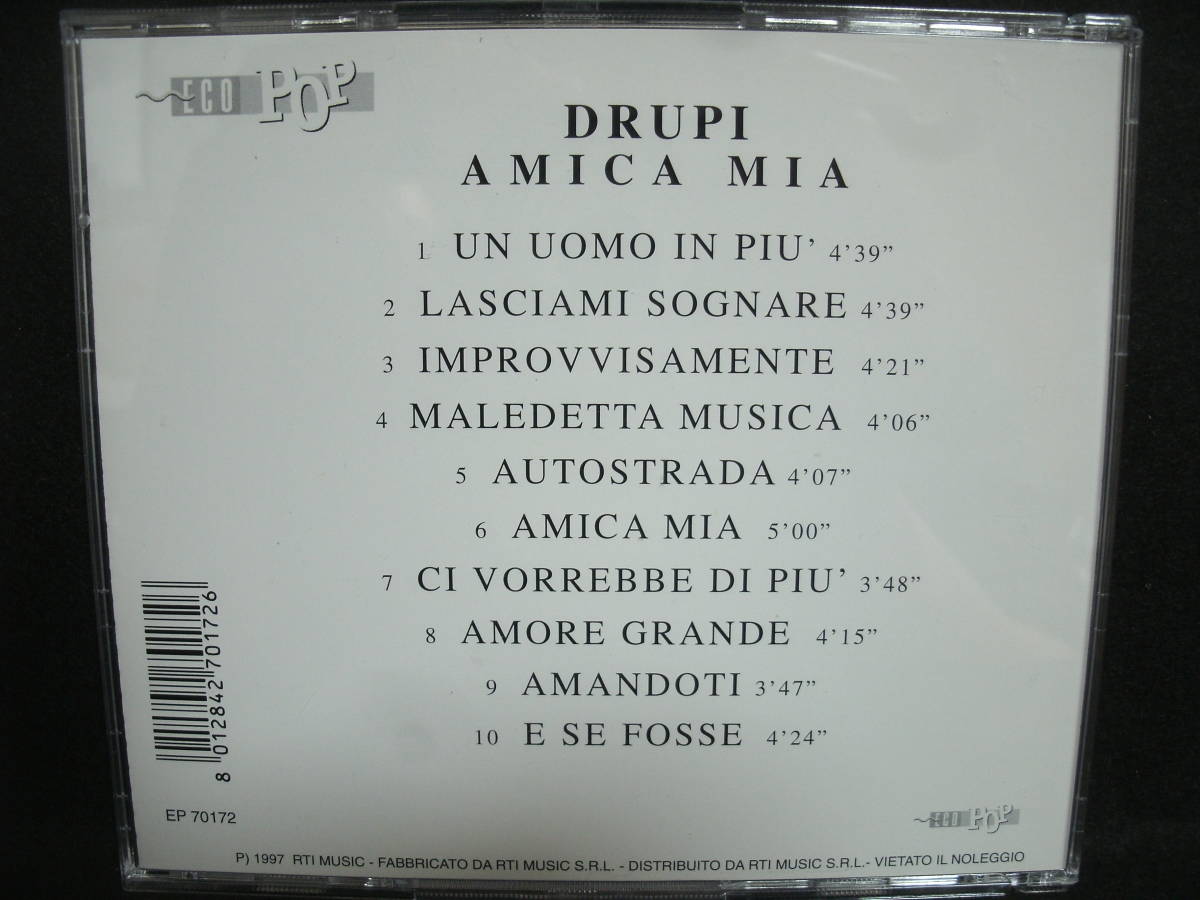 ECO POP
DRUPI
AMICA MIA
1 UN UOMO IN PIU’ 4’39”
2 LASCIAMI SOGNARE 4’39”
3 IMPROVVISAMENTE 4’21”
4 MALEDETTA MUSICA 4’06”
5 AUTOSTRADA 4’07”
6 AMICA MIA 5’00”
7 CI VORREBBE DI PIU’ 3’48”
8 AMORE GRANDE 4’15”
9 AMANDOTI 3’47”
10 E SE FOSSE 4’24”
8 012842 701726
EP 70172
ECO POP
P) 1997 RTI MUSIC - FABBRICATO DA RTI MUSIC S.R.L. - DISTRIBUITO DA RTI MUSIC S.R.L.- VIETATO IL NOLEGGIO